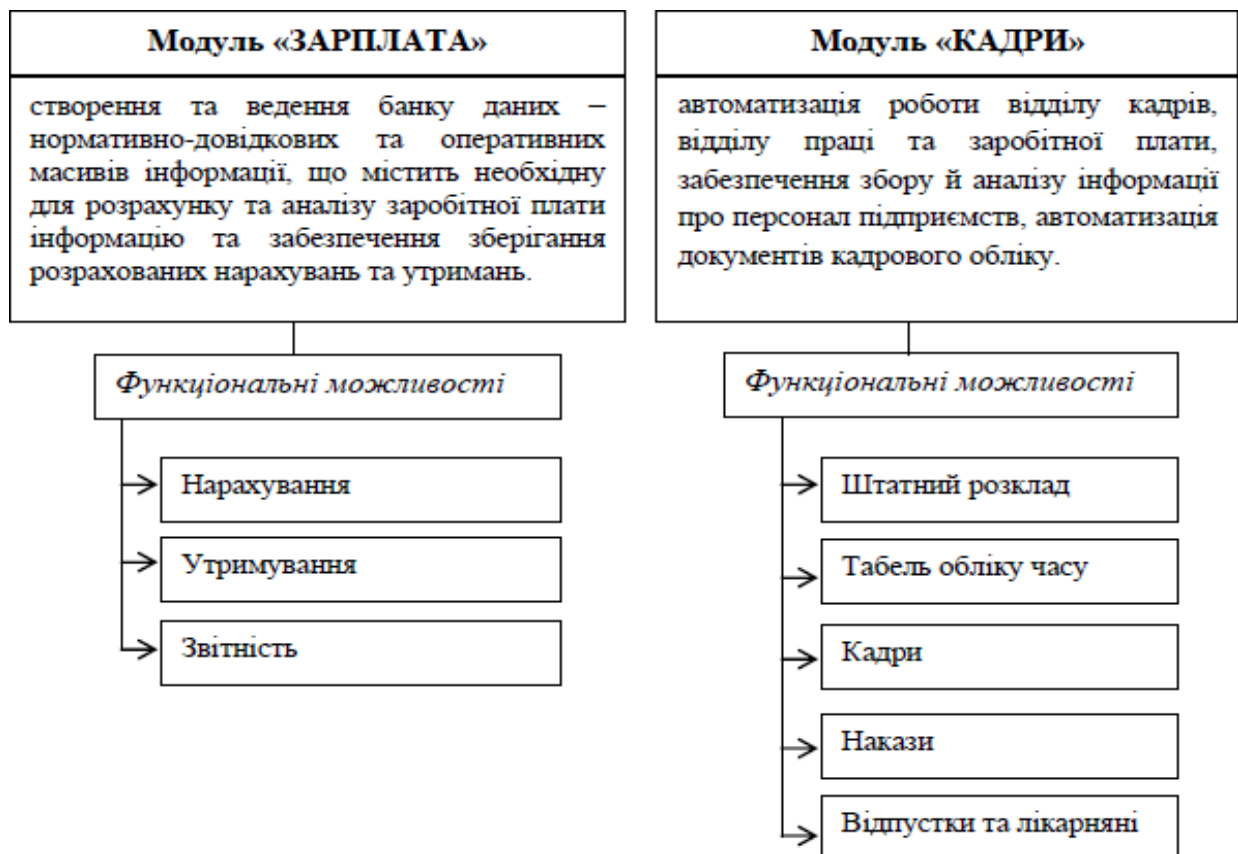 Модуль «ЗАРПЛАТА»
створення та ведення банку даних –
нормативно-довідкових та оперативних
масивів інформації, що містить необхідну
для розрахунку та аналізу заробітної плати
інформацію та забезпечення зберігання
розрахованих нарахувань та утримань.
Функціональні можливості
Нарахування
Утримування
Звітність
Модуль «КАДРИ»
автоматизація роботи відділу кадрів,
відділу праці та заробітної плати,
забезпечення збору й аналізу інформації
про персонал підприємств, автоматизація
документів кадрового обліку.
Функціональні можливості
Штатний розклад
Табель обліку часу
Кадри
Накази
Відпустки та лікарняні